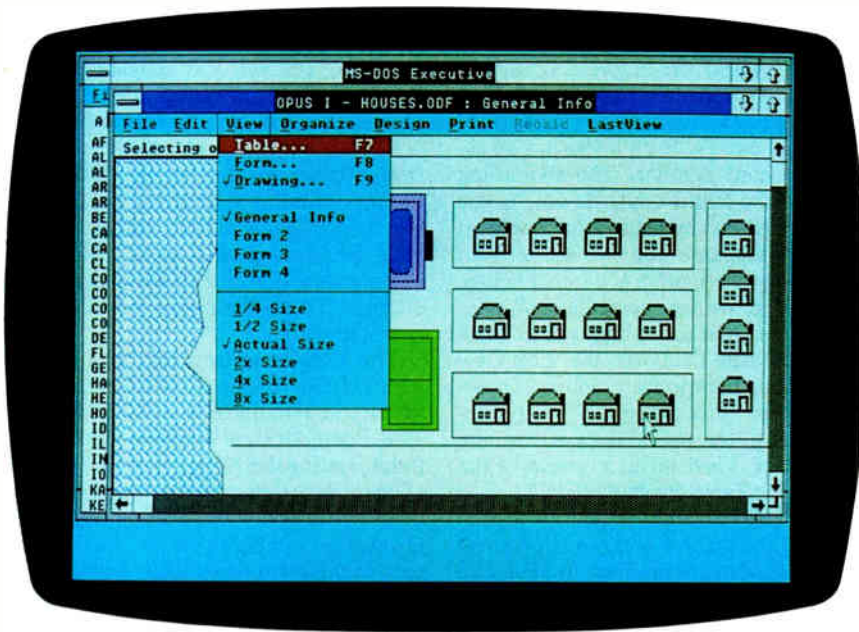 MS-DOS Executive
Fi
OPUS I - HOUSES.ODF : General Info
A
File Edit View Organize Design Print Recalc LastView
Selecting o
Table... F7
Form... F8
√Drawing... F9
√General Info
Form 2
Form 3
Form 4
1/4 Size
1/2 Size
√Actual Size
2x Size
4x Size
8x Size
AF
AL
AL
AR
AR
BE
CA
CA
CL
CO
CO
CO
CO
DE
FL
GE
HA
HE
HO
ID
IL
IN
IO
KA
KE